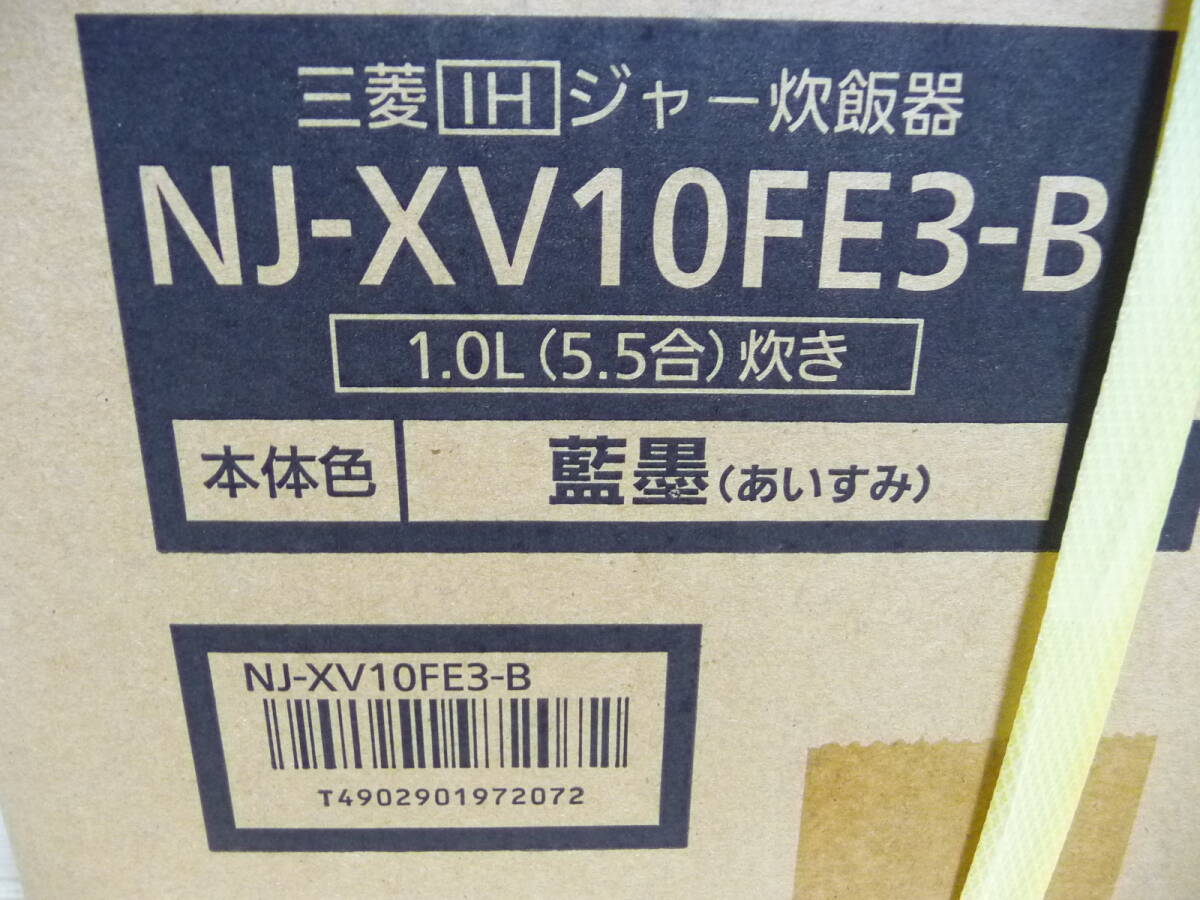 三菱IHジャー炊飯器
NJ-XV10FE3-B
1.0L(5.5合)炊き
本体色 藍墨(あいすみ)
NJ-XV10FE3-B
T4902901972072